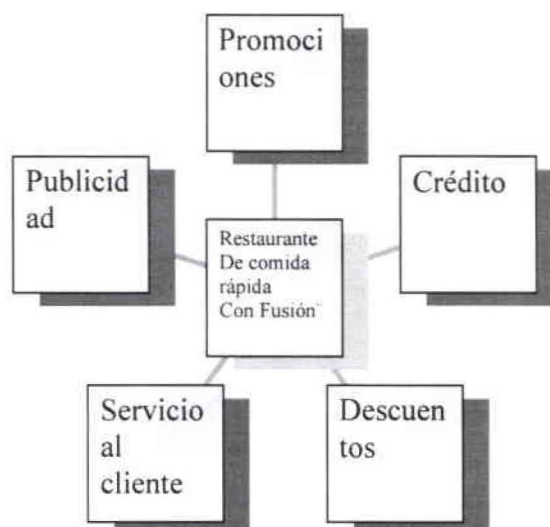 Promoci
ones
Publicid
ad
Crédito
Restaurante
De comida
rápida
Con Fusión¨
Servicio
al
cliente
Descuen
tos